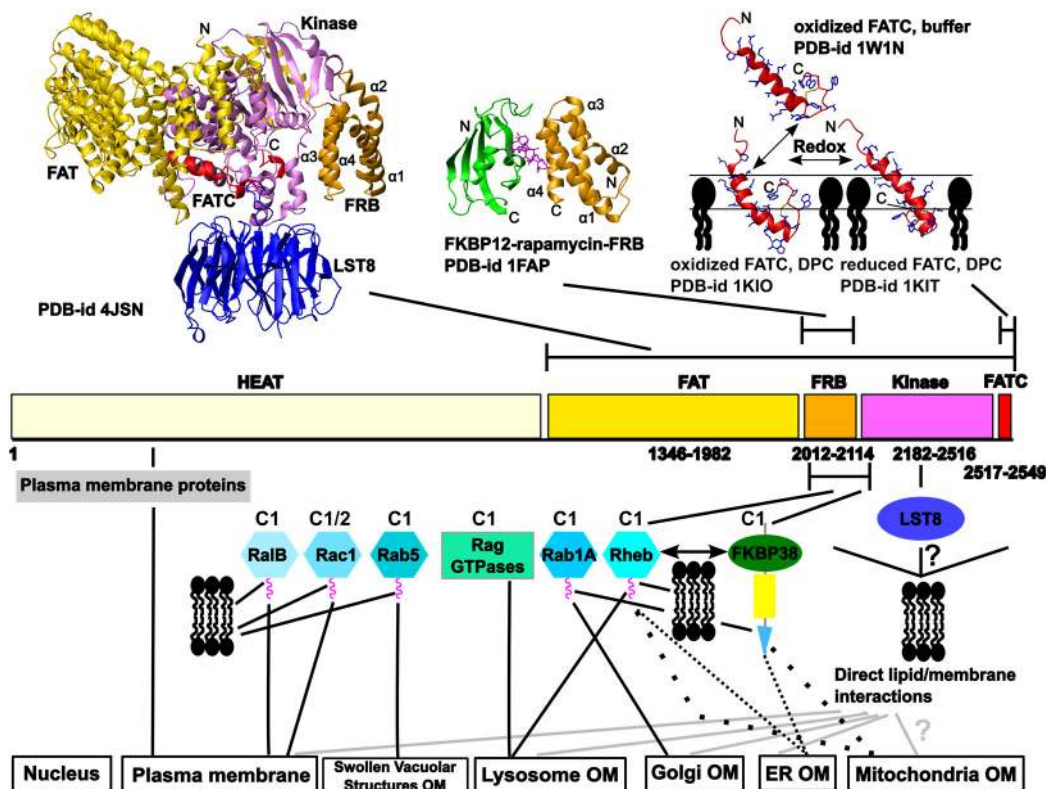 N
Kinase
α1
α3
α4
C
FAT
FATC
FRB
LST8
PDB-id 4JSN
N
α3
α2
α4
N
C
α1
FKBP12-rapamycin-FRB
PDB-id 1FAP
N
oxidized FATC, buffer
PDB-id 1W1N
C
N
Redox
N
C
C
oxidized FATC, DPC
PDB-id 1KIO
reduced FATC, DPC
PDB-id 1KIT
HEAT
FAT
FRB
Kinase
FATC
1
1346-1982
2012-2114
2182-2516
2517-2549
Plasma membrane proteins
C1
C1/2
C1
C1
C1
C1
C1
RalB
Rac1
Rab5
Rag
GTPases
Rab1A
Rheb
FKBP38
LST8
?
Direct lipid/membrane
interactions
?
Nucleus
Plasma membrane
Swollen Vacuolar
Structures OM
Lysosome OM
Golgi OM
ER OM
Mitochondria OM